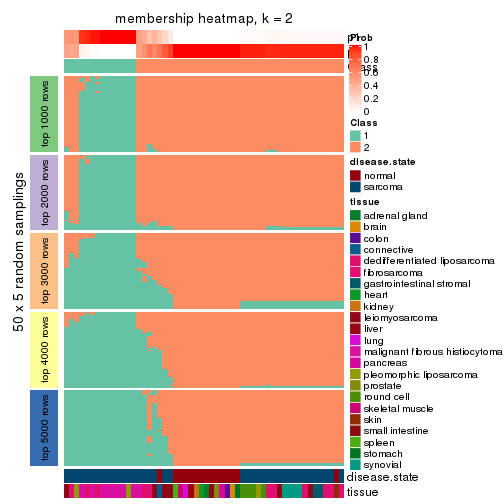 membership heatmap, k = 2
50 x 5 random samplings
top 1000 rows
top 2000 rows
top 3000 rows
top 4000 rows
top 5000 rows
disease.state
tissue
Prob
1
0.8
0.6
0.4
0.2
0
Class
1
2
disease.state
normal
sarcoma
tissue
adrenal gland
brain
colon
connective
dedifferentiated liposarcoma
fibrosarcoma
gastrointestinal stromal
heart
kidney
leiomyosarcoma
liver
lung
malignant fibrous histiocytoma
pancreas
pleomorphic liposarcoma
prostate
round cell
skeletal muscle
skin
small intestine
spleen
stomach
synovial